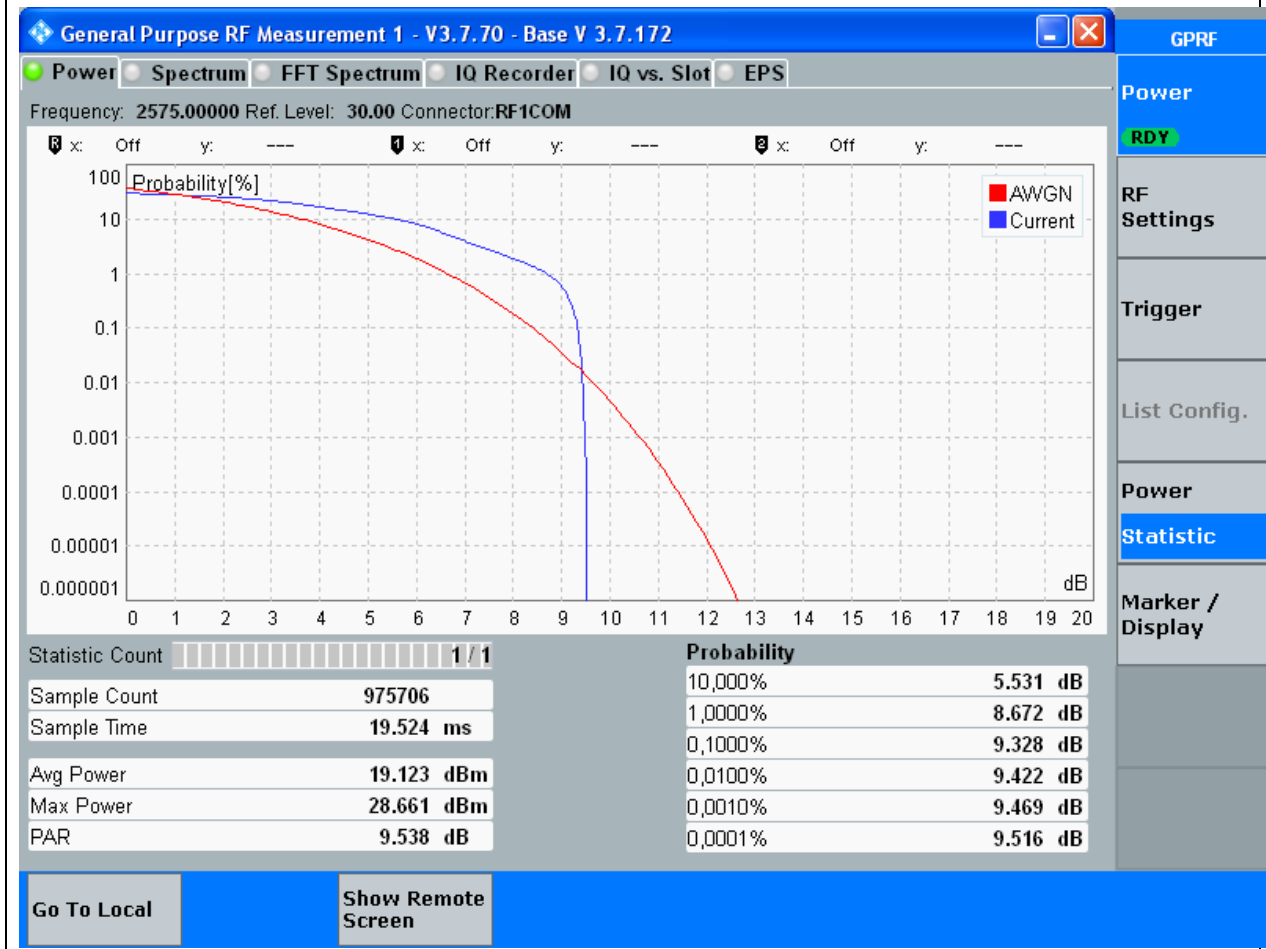 General Purpose RF Measurement 1 - V3.7.70 - Base V 3.7.172
Power Spectrum FFT Spectrum IQ Recorder IQ vs. Slot EPS
Frequency: 2575.00000 Ref. Level: 30.00 Connector:RF1COM
R x: Off y: --- 1 x: Off y: --- 2 x: Off y: ---
Probability[%]
100
10
1
0.1
0.01
0.001
0.0001
0.00001
0.000001
AWGN
Current
dB
0 1 2 3 4 5 6 7 8 9 10 11 12 13 14 15 16 17 18 19 20
Statistic Count 1 / 1
Sample Count 975706
Sample Time 19.524 ms
Avg Power 19.123 dBm
Max Power 28.661 dBm
PAR 9.538 dB
Probability
10,000% 5.531 dB
1,0000% 8.672 dB
0,1000% 9.328 dB
0,0100% 9.422 dB
0,0010% 9.469 dB
0,0001% 9.516 dB
GPRF
Power
RDY
RF
Settings
Trigger
List Config.
Power
Statistic
Marker /
Display
Go To Local
Show Remote
Screen